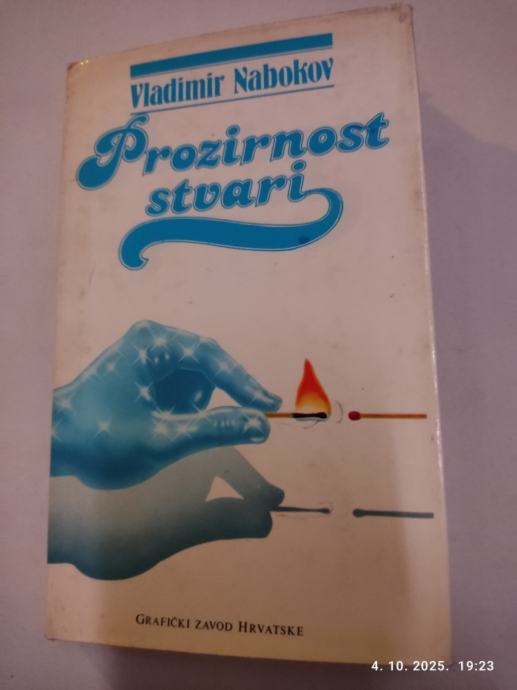 Vladimir Nabokov
Prozirnost
stvari
GRAFIČKI ZAVOD HRVATSKE
4. 10. 2025. 19:23